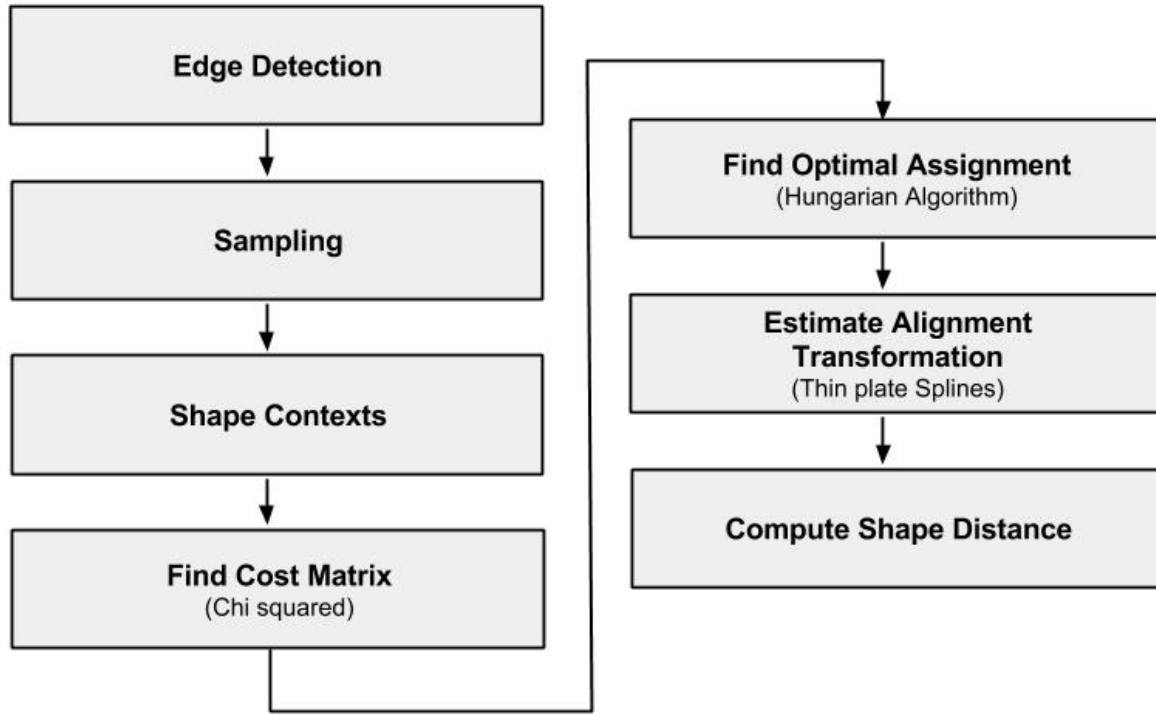 Edge Detection
Sampling
Shape Contexts
Find Cost Matrix
(Chi squared)
Find Optimal Assignment
(Hungarian Algorithm)
Estimate Alignment
Transformation
(Thin plate Splines)
Compute Shape Distance